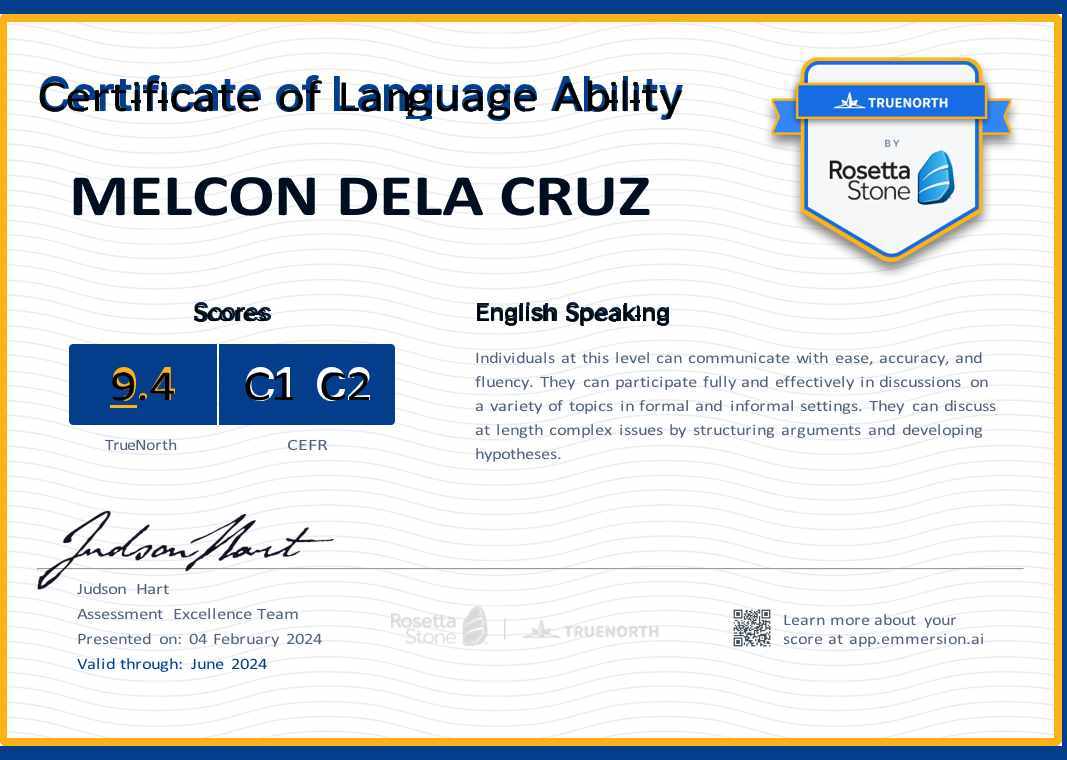 Certificate of Language Ability
TRUENORTH
BY
Rosetta
Stone
MELCON DELA CRUZ
Scores
9.4
C1 C2
TrueNorth
CEFR
English Speaking
Individuals at this level can communicate with ease, accuracy, and
fluency. They can participate fully and effectively in discussions on
a variety of topics in formal and informal settings. They can discuss
at length complex issues by structuring arguments and developing
hypotheses.
Judson Hart
Judson Hart
Assessment Excellence Team
Presented on: 04 February 2024
Valid through: June 2024
Rosetta
Stone
TRUENORTH
Learn more about your
score at app.emmersion.ai